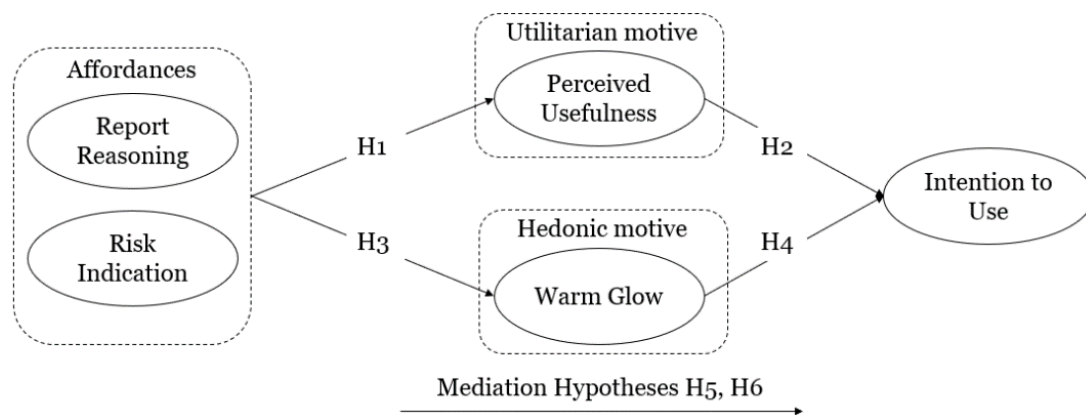 Affordances
Report
Reasoning
Risk
Indication
H1
H3
Utilitarian motive
Perceived
Usefulness
Hedonic motive
Warm Glow
H2
H4
Intention to
Use
Mediation Hypotheses H5, H6